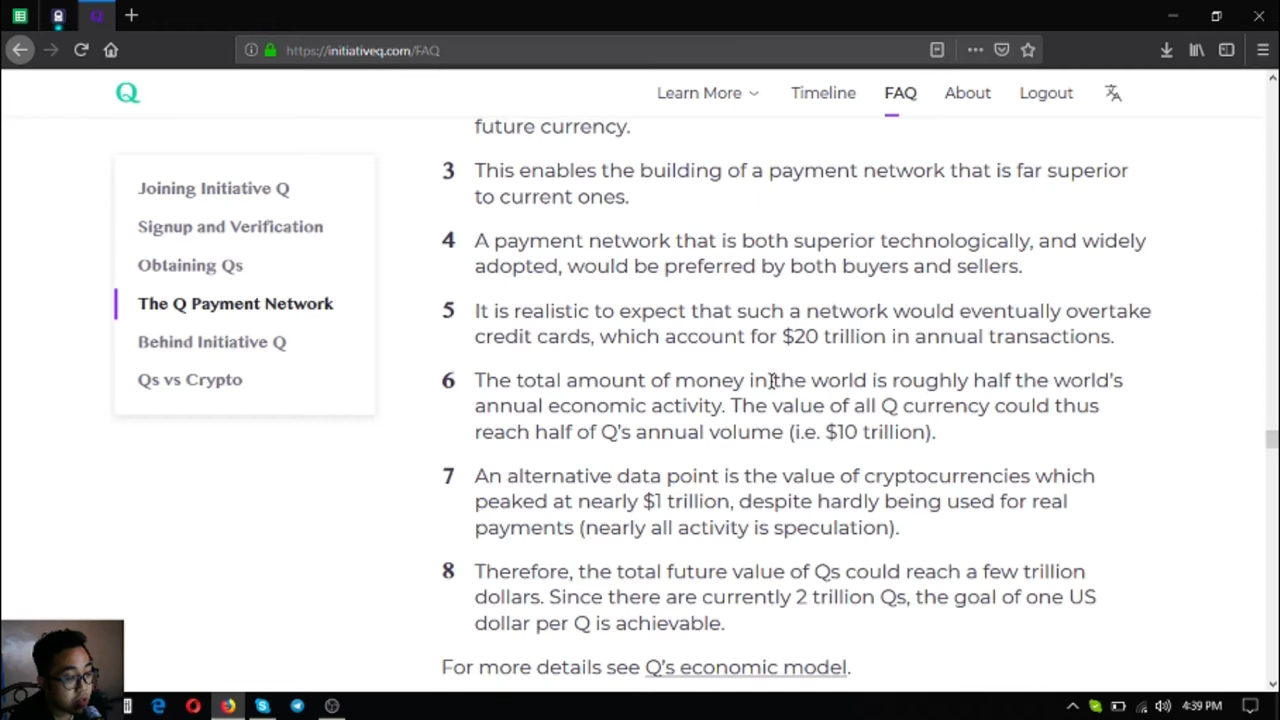 https://initiativeq.com/FAQ
Q
Learn More
Timeline
FAQ
About
Logout
Joining Initiative Q
Signup and Verification
Obtaining Qs
The Q Payment Network
Behind Initiative Q
Qs vs Crypto
future currency.
3 This enables the building of a payment network that is far superior
to current ones.
4 A payment network that is both superior technologically, and widely
adopted, would be preferred by both buyers and sellers.
5 It is realistic to expect that such a network would eventually overtake
credit cards, which account for $20 trillion in annual transactions.
6 The total amount of money in the world is roughly half the world’s
annual economic activity. The value of all Q currency could thus
reach half of Q’s annual volume (i.e. $10 trillion).
7 An alternative data point is the value of cryptocurrencies which
peaked at nearly $1 trillion, despite hardly being used for real
payments (nearly all activity is speculation).
8 Therefore, the total future value of Qs could reach a few trillion
dollars. Since there are currently 2 trillion Qs, the goal of one US
dollar per Q is achievable.
For more details see Q’s economic model.
4:39 PM